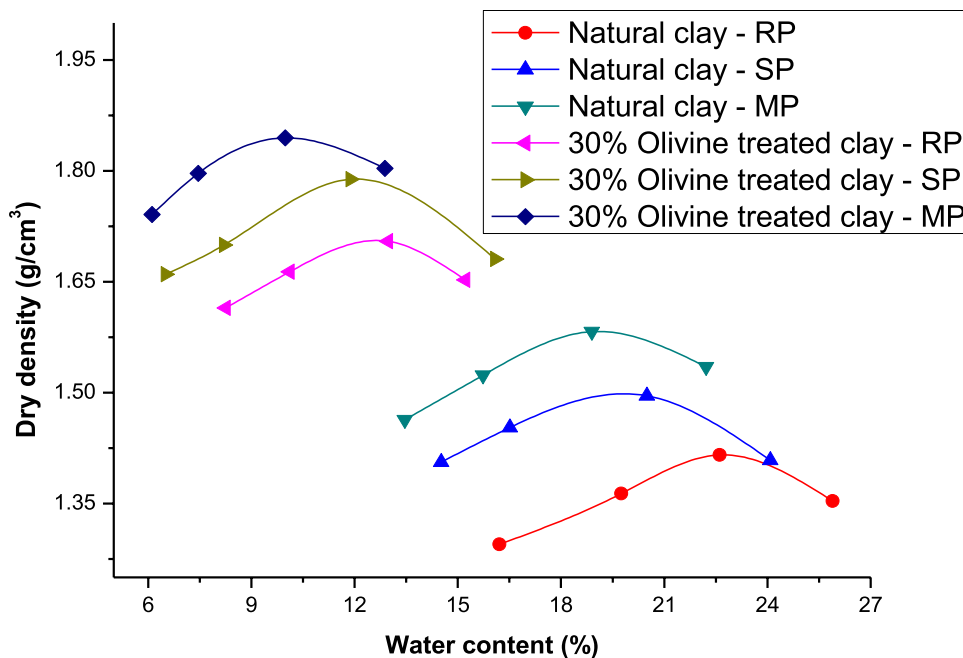 Natural clay - RP
Natural clay - SP
Natural clay - MP
30% Olivine treated clay - RP
30% Olivine treated clay - SP
30% Olivine treated clay - MP
1.95
1.80
1.65
1.50
1.35
Dry density (g/cm³)
6 9 12 15 18 21 24 27
Water content (%)